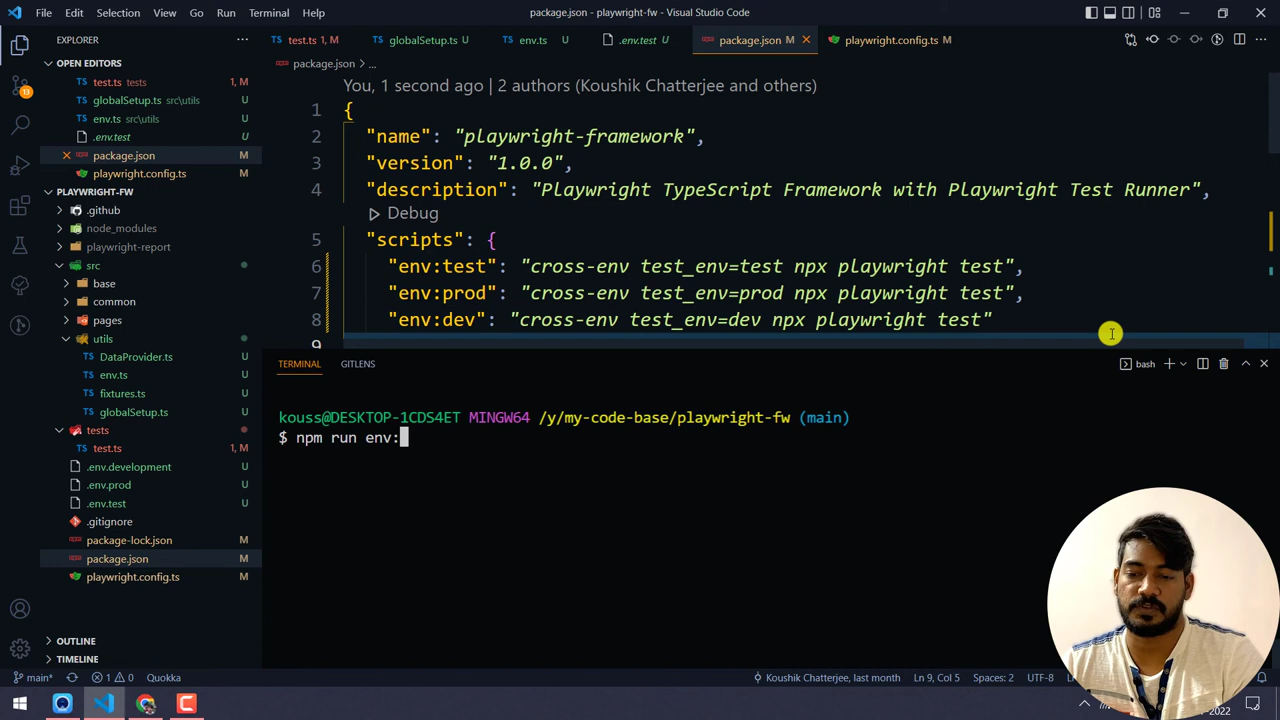 File Edit Selection View Go Run Terminal Help
package.json - playwright-fw - Visual Studio Code
EXPLORER
TS test.ts 1, M
TS globalSetup.ts U
TS env.ts U
.env.test U
package.json M
playwright.config.ts M
OPEN EDITORS
package.json > ...
TS test.ts tests 1, M
TS globalSetup.ts src\utils U
TS env.ts src\utils U
.env.test U
package.json M
playwright.config.ts M
You, 1 second ago | 2 authors (Koushik Chatterjee and others)
1 {
2 "name": "playwright-framework",
3 "version": "1.0.0",
4 "description": "Playwright TypeScript Framework with Playwright Test Runner",
Debug
5 "scripts": {
6 "env:test": "cross-env test_env=test npx playwright test",
7 "env:prod": "cross-env test_env=prod npx playwright test",
8 "env:dev": "cross-env test_env=dev npx playwright test"
9
13
PLAYWRIGHT-FW
.github
node_modules
playwright-report
src
base
common
pages
utils
TS DataProvider.ts U
TS env.ts U
TS fixtures.ts U
TS globalSetup.ts U
tests
TS test.ts 1, M
.env.development U
.env.prod U
.env.test U
.gitignore
package-lock.json M
package.json M
playwright.config.ts M
OUTLINE
TIMELINE
TERMINAL GITLENS
bash
kouss@DESKTOP-1CDS4ET MINGW64 /y/my-code-base/playwright-fw (main)
$ npm run env:
main* 1 0 Quokka
Koushik Chatterjee, last month Ln 9, Col 5 Spaces: 2 UTF-8
2022